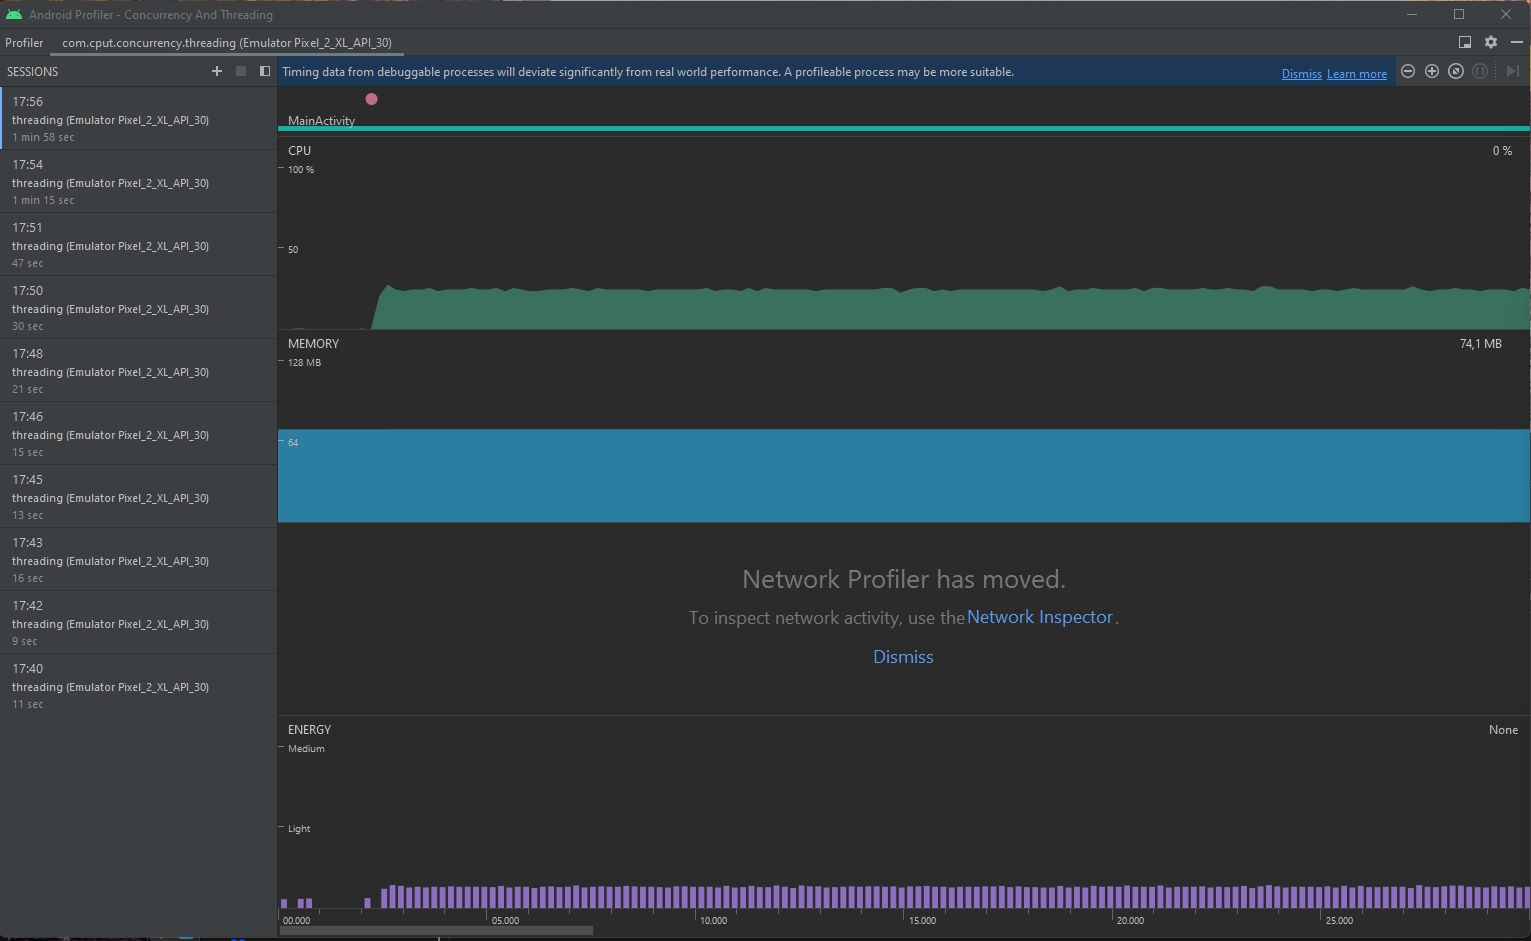 Android Profiler - Concurrency And Threading
Profiler com.cput.concurrency.threading (Emulator Pixel_2_XL_API_30)
SESSIONS
17:56
threading (Emulator Pixel_2_XL_API_30)
1 min 58 sec
17:54
threading (Emulator Pixel_2_XL_API_30)
1 min 15 sec
17:51
threading (Emulator Pixel_2_XL_API_30)
47 sec
17:50
threading (Emulator Pixel_2_XL_API_30)
30 sec
17:48
threading (Emulator Pixel_2_XL_API_30)
21 sec
17:46
threading (Emulator Pixel_2_XL_API_30)
15 sec
17:45
threading (Emulator Pixel_2_XL_API_30)
13 sec
17:43
threading (Emulator Pixel_2_XL_API_30)
16 sec
17:42
threading (Emulator Pixel_2_XL_API_30)
9 sec
17:40
threading (Emulator Pixel_2_XL_API_30)
11 sec
Timing data from debuggable processes will deviate significantly from real world performance. A profileable process may be more suitable. Dismiss Learn more
MainActivity
CPU 0 %
100 %
50
MEMORY 74,1 MB
128 MB
64
Network Profiler has moved.
To inspect network activity, use the Network Inspector.
Dismiss
ENERGY None
Medium
Light
00.000 05.000 10.000 15.000 20.000 25.000